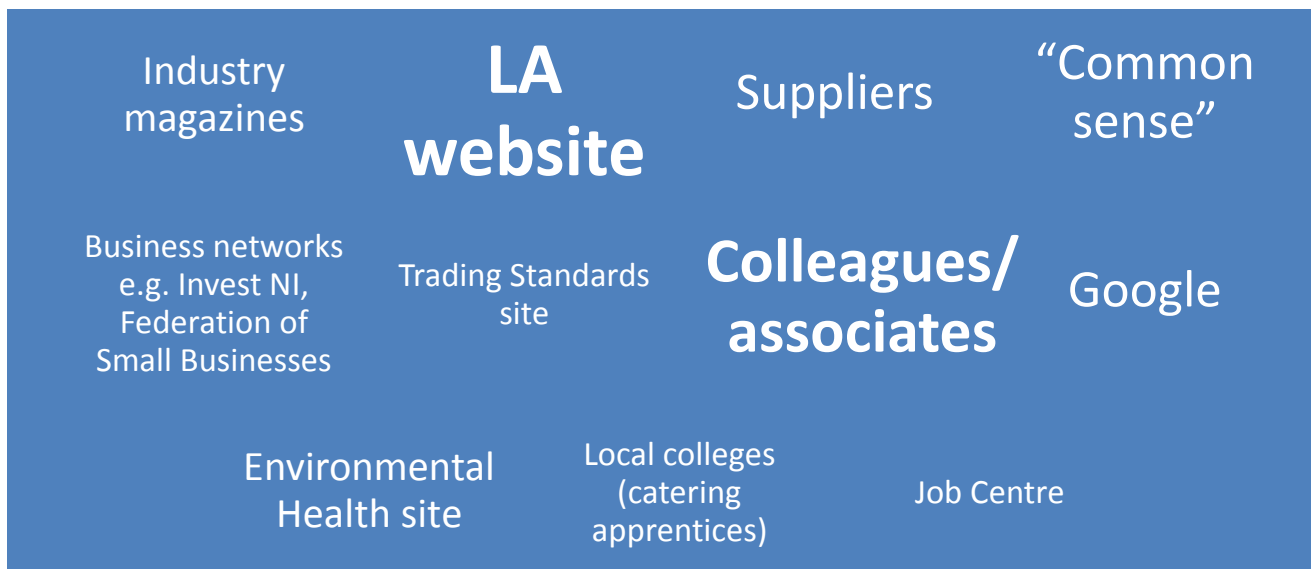 Industry
magazines
LA
website
Suppliers
“Common
sense”
Business networks
e.g. Invest NI,
Federation of
Small Businesses
Trading Standards
site
Colleagues/
associates
Google
Environmental
Health site
Local colleges
(catering
apprentices)
Job Centre